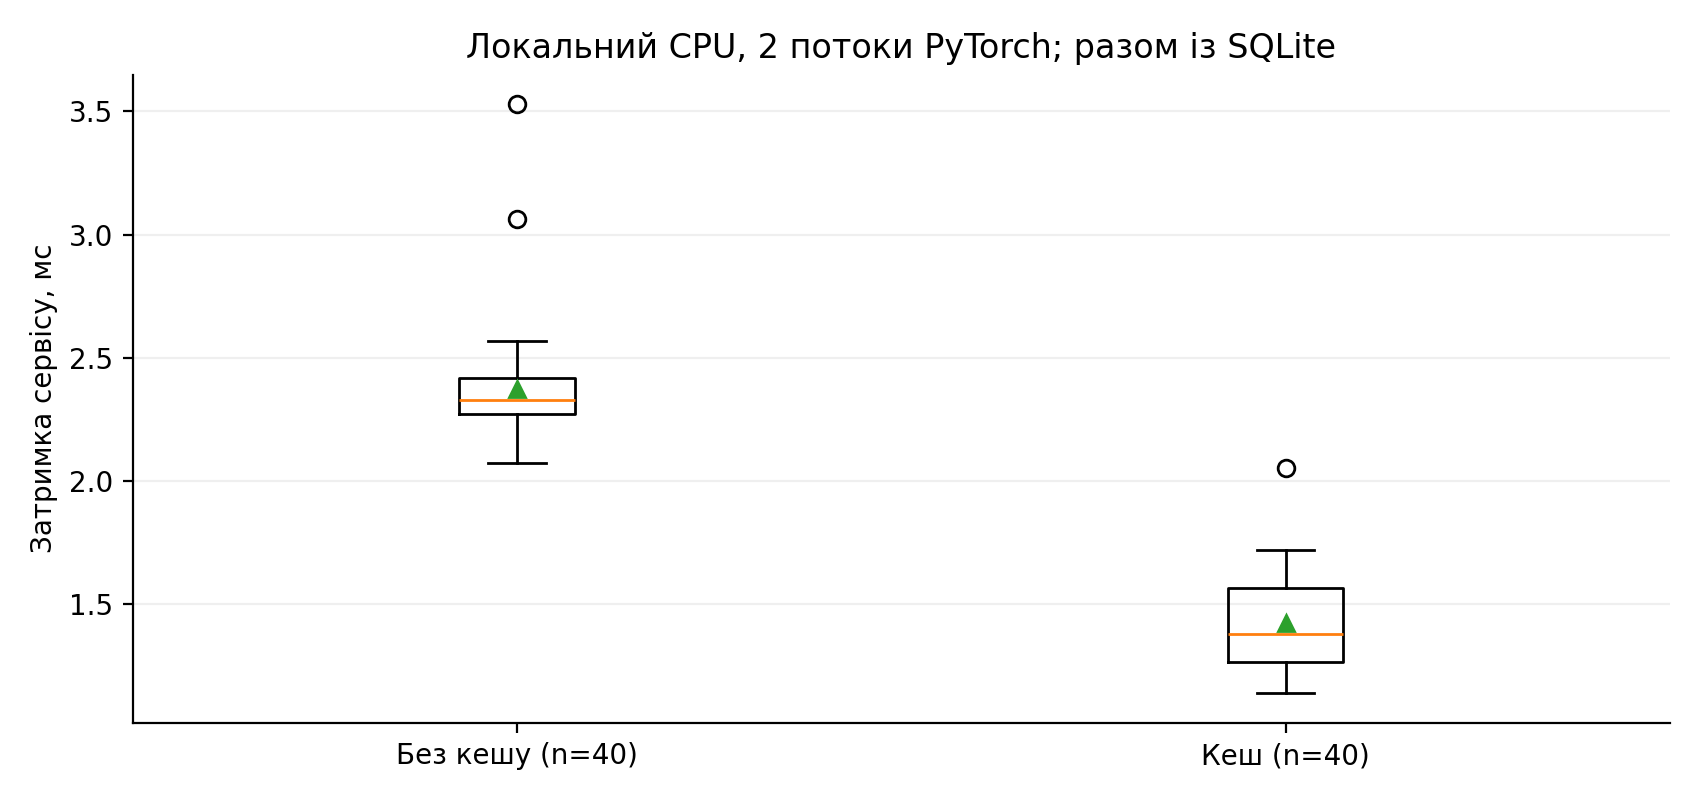 Локальний CPU, 2 потоки PyTorch; разом із SQLite
Затримка сервісу, мс
3.5
3.0
2.5
2.0
1.5
Без кешу (n=40)
Кеш (n=40)